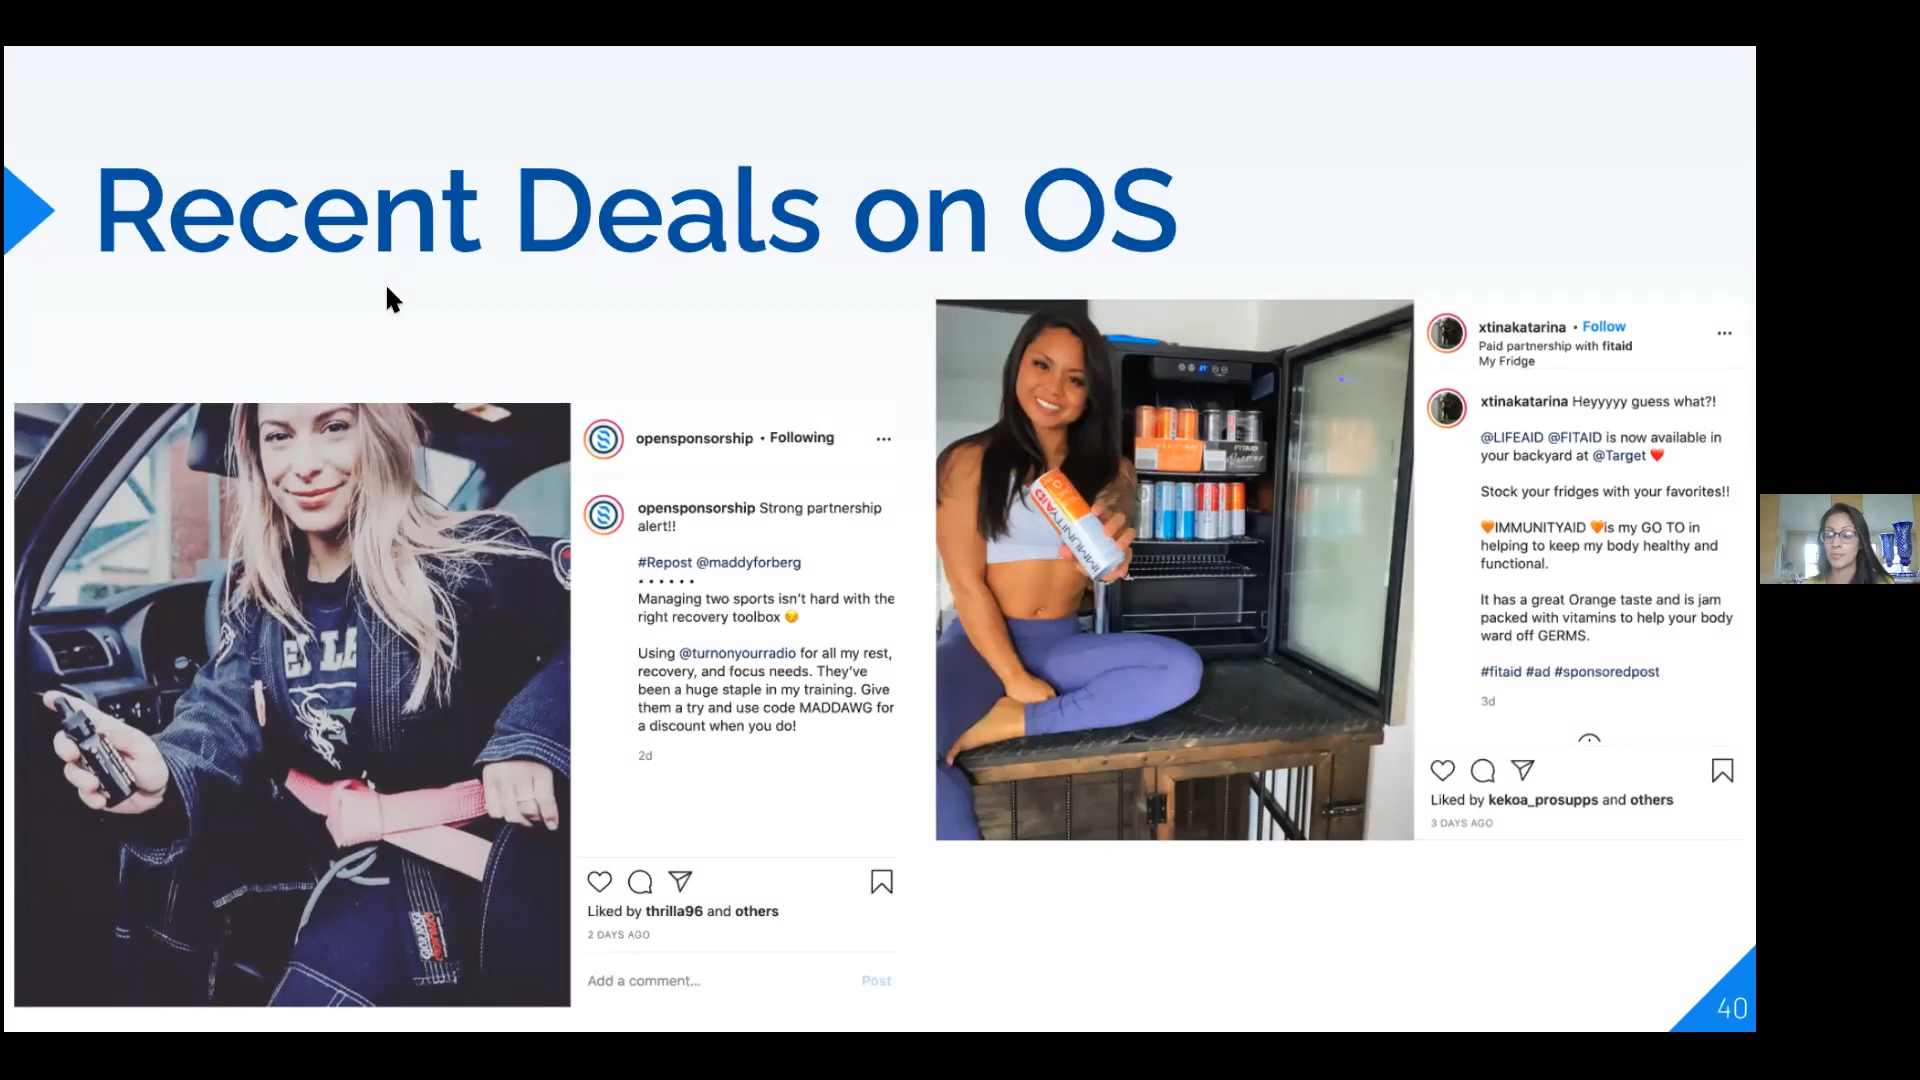 Recent Deals on OS
opensponsorship • Following
opensponsorship Strong partnership
alert!!
#Repost @maddyforberg
• • • • • •
Managing two sports isn't hard with the
right recovery toolbox 😏
Using @turnonyourradio for all my rest,
recovery, and focus needs. They've
been a huge staple in my training. Give
them a try and use code MADDAWG for
a discount when you do!
2d
Liked by thrilla96 and others
2 DAYS AGO
Add a comment...
Post
IMMUNITYAID
FITAID
xtinakatarina • Follow
Paid partnership with fitaid
My Fridge
xtinakatarina Heyyyyy guess what?!
@LIFEAID @FITAID is now available in
your backyard at @Target ❤️
Stock your fridges with your favorites!!
🧡IMMUNITYAID 🧡is my GO TO in
helping to keep my body healthy and
functional.
It has a great Orange taste and is jam
packed with vitamins to help your body
ward off GERMS.
#fitaid #ad #sponsoredpost
3d
Liked by kekoa_prosupps and others
3 DAYS AGO
40